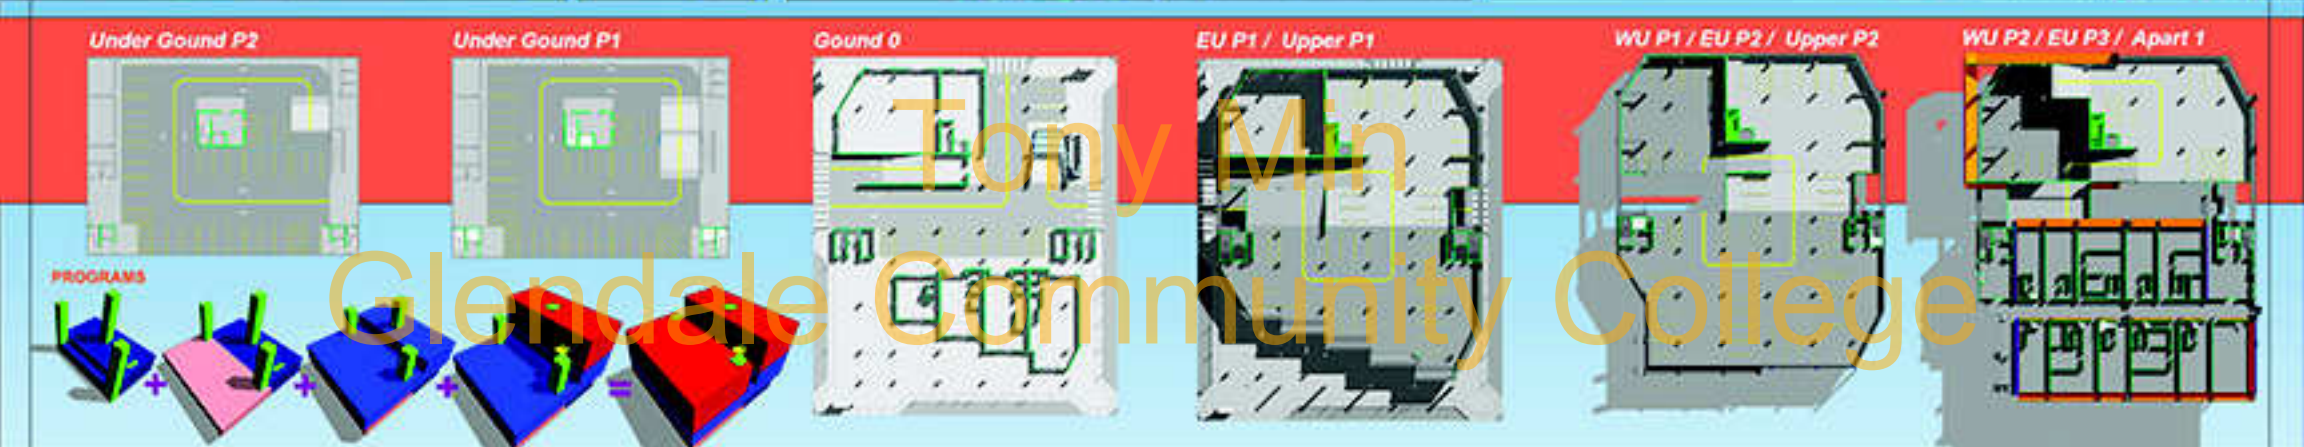 Under Gound P2
Under Gound P1
Gound 0
EU P1 / Upper P1
WU P1 / EU P2 / Upper P2
WU P2 / EU P3 / Apart 1
Tony Min
Glendale Community College
PROGRAMS